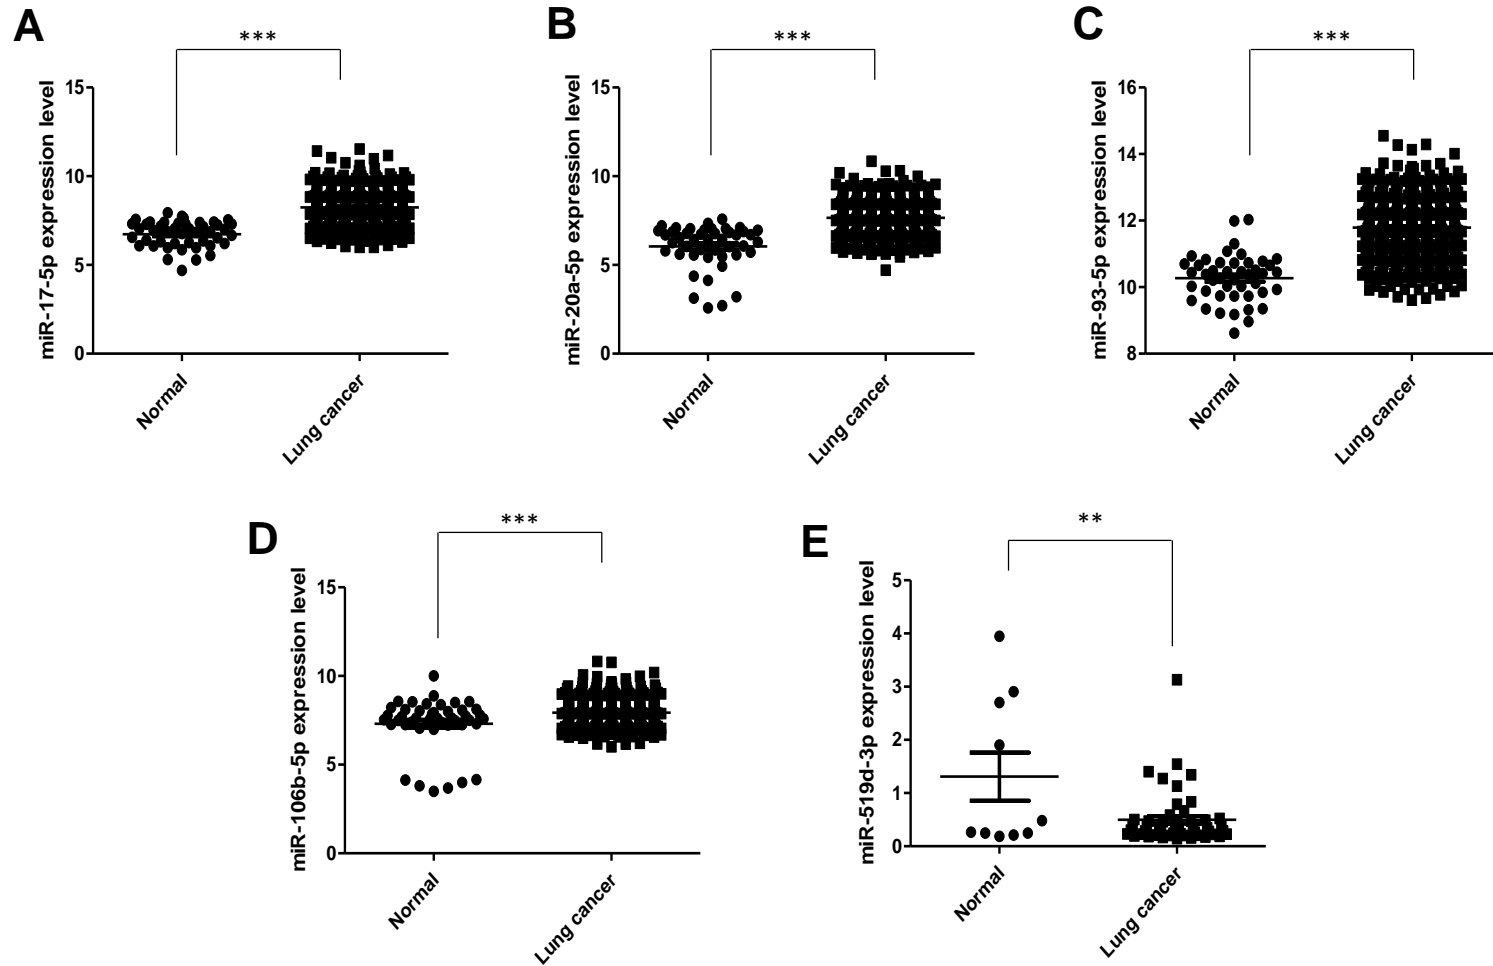 A
***
miR-17-5p expression level
15
10
5
0
Normal
Lung cancer
B
***
miR-20a-5p expression level
15
10
5
0
Normal
Lung cancer
C
***
miR-93-5p expression level
16
14
12
10
8
Normal
Lung cancer
D
***
miR-106b-5p expression level
15
10
5
0
Normal
Lung cancer
E
**
miR-519d-3p expression level
5
4
3
2
1
0
Normal
Lung cancer